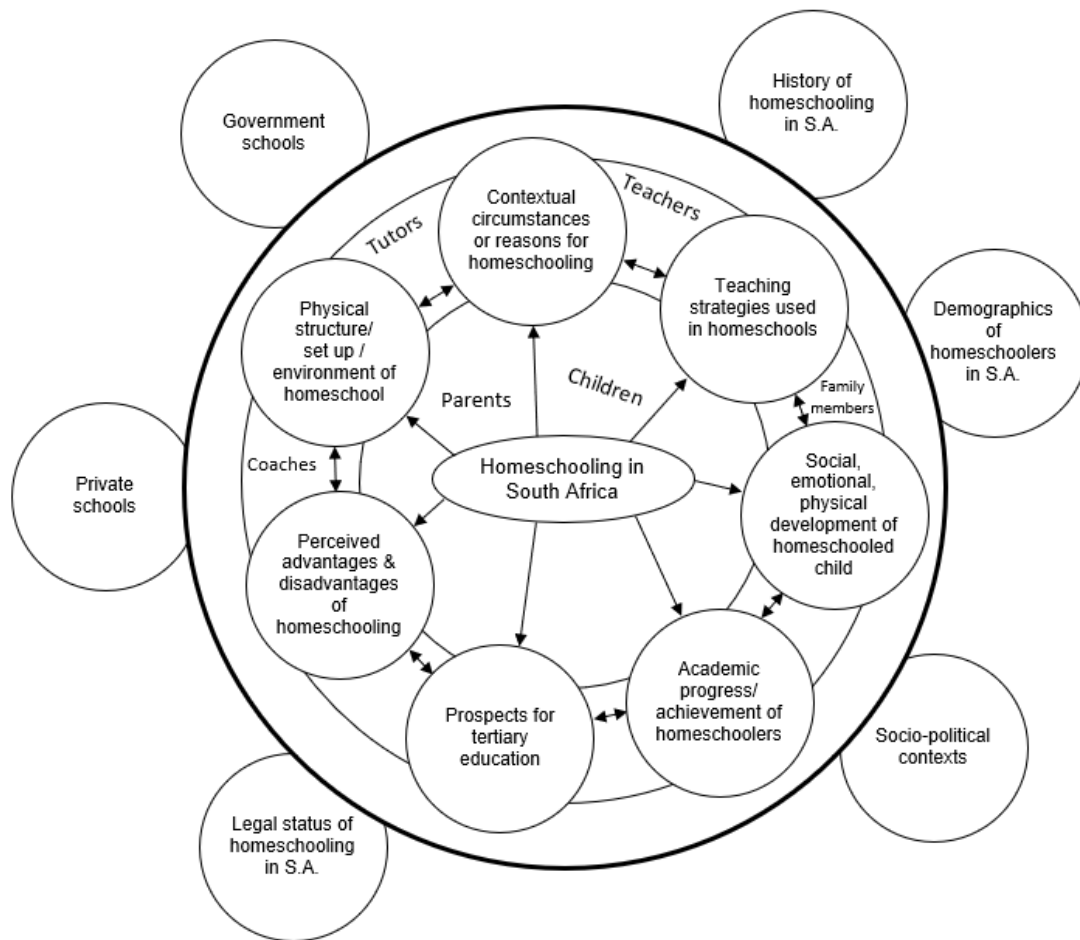 Government
schools
History of
homeschooling
in S.A.
Contextual
circumstances
or reasons for
homeschooling
Teachers
Tutors
Teaching
strategies used
in homeschools
Physical
structure/
set up /
environment of
homeschool
Demographics
of
homeschoolers
in S.A.
Parents
Children
Family
members
Coaches
Homeschooling in
South Africa
Private
schools
Social,
emotional,
physical
development of
homeschooled
child
Perceived
advantages &
disadvantages
of
homeschooling
Academic
progress/
achievement of
homeschoolers
Prospects for
tertiary
education
Socio-political
contexts
Legal status of
homeschooling
in S.A.